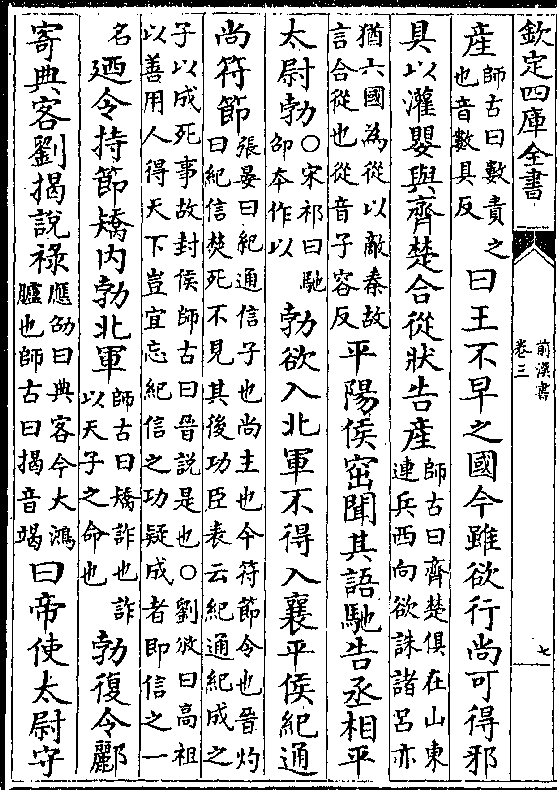 欽定四庫全書
前漢書
卷三
七
產師古曰數責之也音數具反曰王不早之國今雖欲行尚可得邪
具以灌嬰與齊楚合從狀告產師古曰齊楚俱在山東連兵西向欲誅諸呂亦
猶六國為從以敵秦故言合從也從音子容反平陽侯窋聞其語馳告丞相平
太尉勃○宋祁曰馳邵本作以勃欲入北軍不得入襄平侯紀通
尚符節張晏曰紀通信子也尚主也今符節令也晉灼曰紀信焚死不見其後功臣表云紀通紀成之
子以成死事故封侯師古曰晉說是也○劉攽曰高祖以善用人得天下豈宜忘紀信之功疑成者即信之一
名廼令持節矯内勃北軍師古曰矯詐也詐以天子之命也勃復令酈
寄典客劉揭說祿應劭曰典客今大鴻臚也師古曰揭音竭曰帝使太尉守